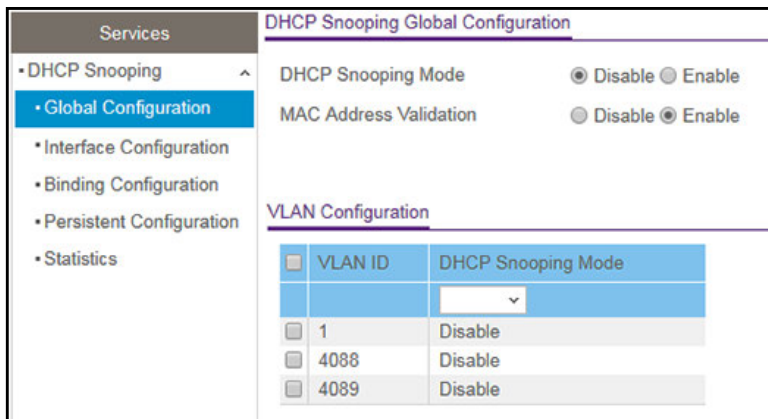 Services
• DHCP Snooping
• Global Configuration
• Interface Configuration
• Binding Configuration
• Persistent Configuration
• Statistics
DHCP Snooping Global Configuration
DHCP Snooping Mode Disable Enable
MAC Address Validation Disable Enable
VLAN Configuration
VLAN ID DHCP Snooping Mode
1 Disable
4088 Disable
4089 Disable